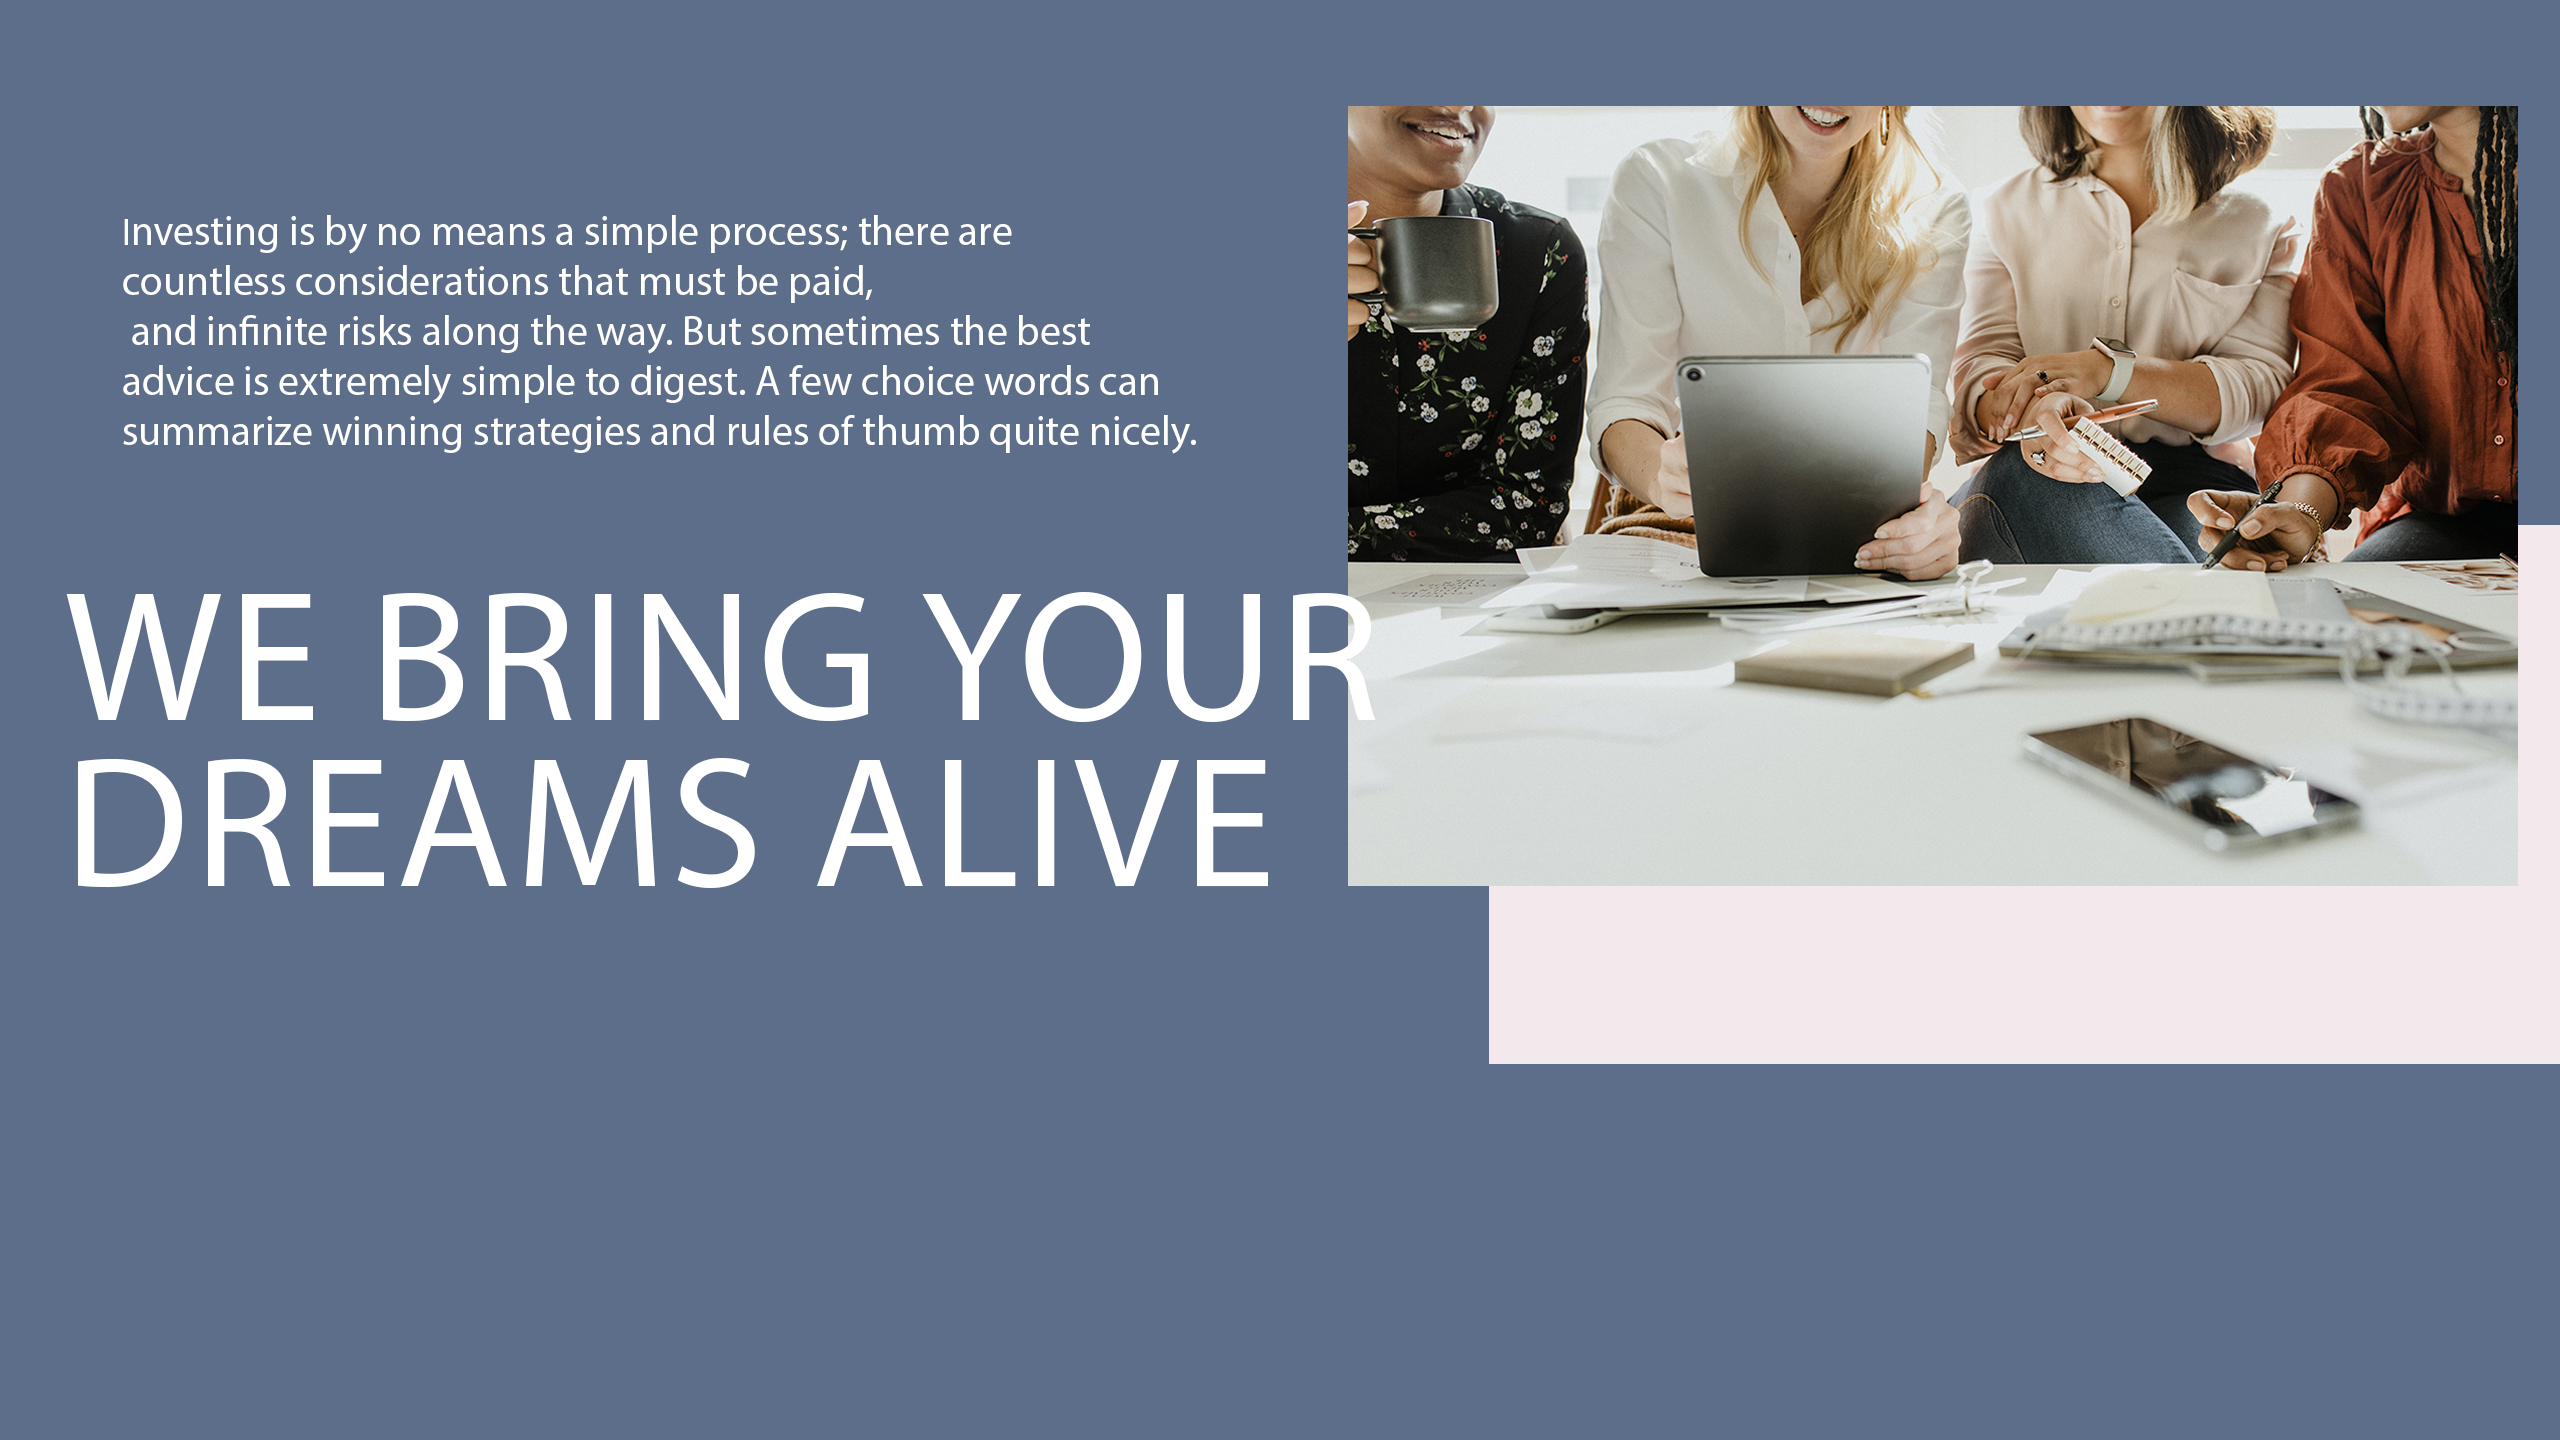 Investing is by no means a simple process; there are
countless considerations that must be paid,
and infinite risks along the way. But sometimes the best
advice is extremely simple to digest. A few choice words can
summarize winning strategies and rules of thumb quite nicely.
WE BRING YOUR
DREAMS ALIVE